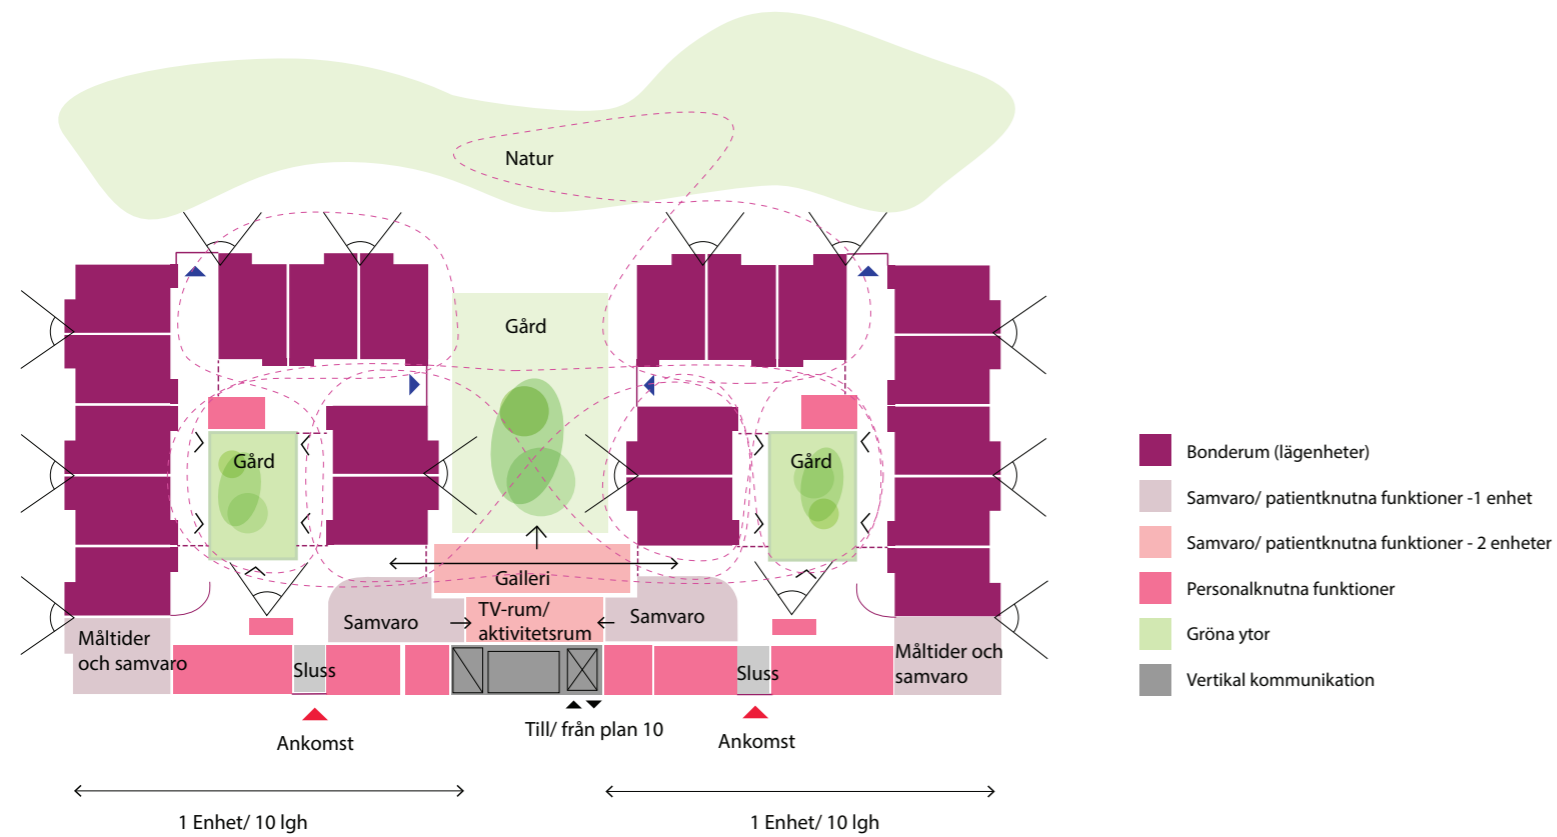 Natur
Gård
Gård
Gård
Galleri
TV-rum/
aktivitetsrum
Samvaro
Samvaro
Måltider
och samvaro
Måltider och
samvaro
Sluss
Sluss
Ankomst
Till/ från plan 10
Ankomst
1 Enhet/ 10 lgh
1 Enhet/ 10 lgh
Bonderum (lägenheter)
Samvaro/ patientknutna funktioner -1 enhet
Samvaro/ patientknutna funktioner - 2 enheter
Personalknutna funktioner
Gröna ytor
Vertikal kommunikation